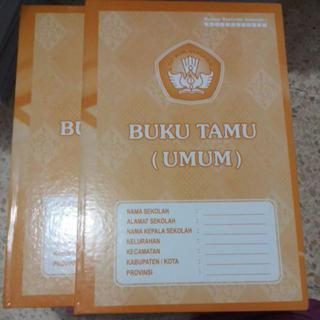 BUKU TAMU
(UMUM)
NAMA SEKOLAH :
ALAMAT SEKOLAH :
NAMA KEPALA SEKOLAH :
KELURAHAN :
KECAMATAN :
KABUPATEN / KOTA :
PROVINSI :
BU